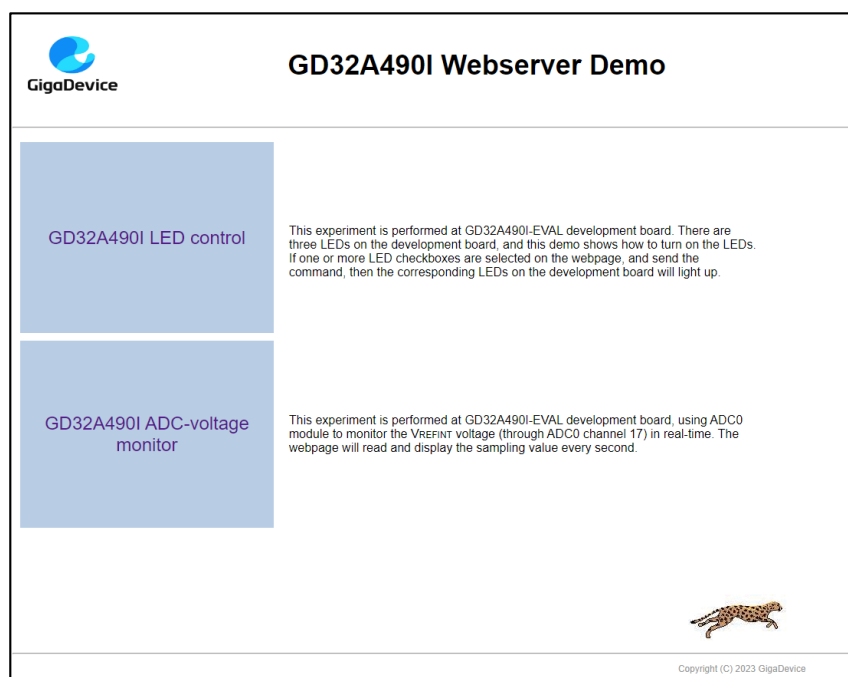 GigaDevice
GD32A490I Webserver Demo
GD32A490I LED control
This experiment is performed at GD32A490I-EVAL development board. There are
three LEDs on the development board, and this demo shows how to turn on the LEDs.
If one or more LED checkboxes are selected on the webpage, and send the
command, then the corresponding LEDs on the development board will light up.
GD32A490I ADC-voltage
monitor
This experiment is performed at GD32A490I-EVAL development board, using ADC0
module to monitor the VREFINT voltage (through ADC0 channel 17) in real-time. The
webpage will read and display the sampling value every second.
Copyright (C) 2023 GigaDevice